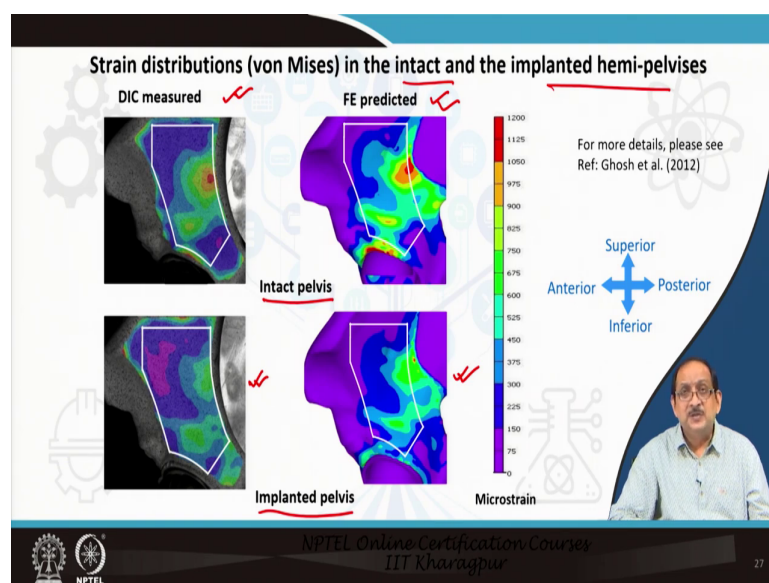 Strain distributions (von Mises) in the intact and the implanted hemi-pelvises
DIC measured
FE predicted
For more details, please see
Ref: Ghosh et al. (2012)
Superior
Anterior
Posterior
Inferior
Intact pelvis
Implanted pelvis
1200
1125
1050
975
900
825
750
675
600
525
450
375
300
225
150
75
0
Microstrain
NPTEL Online Certification Courses
IIT Kharagpur
NPTEL
27